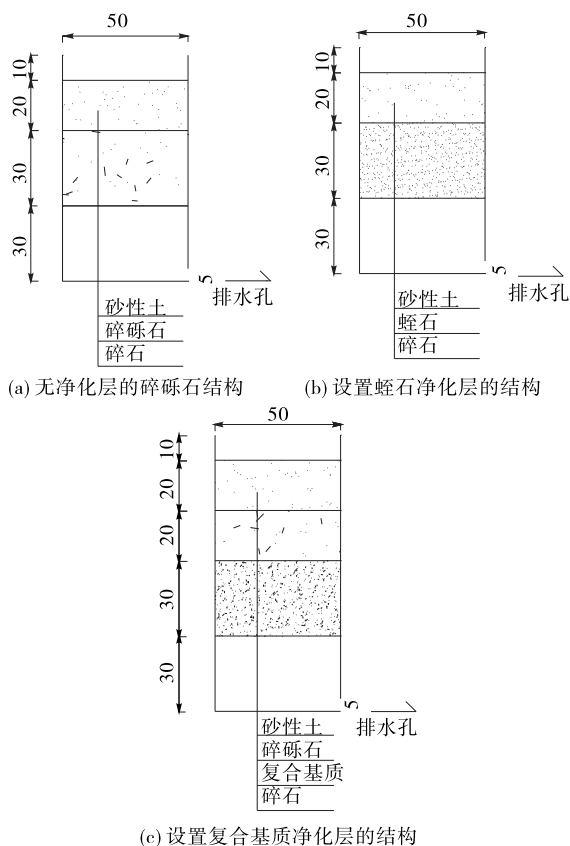 50
10
20
30
30
5
排水孔
砂性土
碎砾石
碎石
(a) 无净化层的碎砾石结构
50
10
20
30
30
5
排水孔
砂性土
蛭石
碎石
(b) 设置蛭石净化层的结构
50
10
20
20
30
30
5
排水孔
砂性土
碎砾石
复合基质
碎石
(c) 设置复合基质净化层的结构